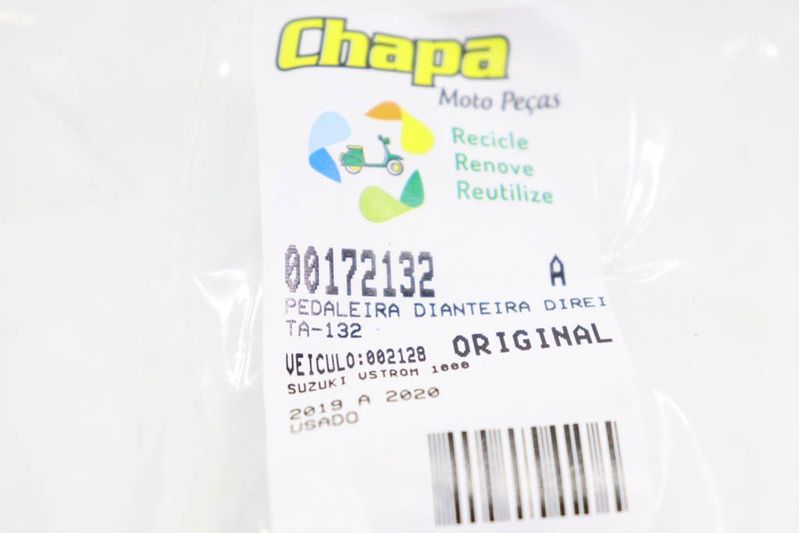 Chapa
Moto Peças
Recicle
Renove
Reutilize
00172132 A
PEDALEIRA DIANTEIRA DIREI
TA-132
VEICULO:002128 ORIGINAL
SUZUKI VSTROM 1000
2019 A 2020
USADO